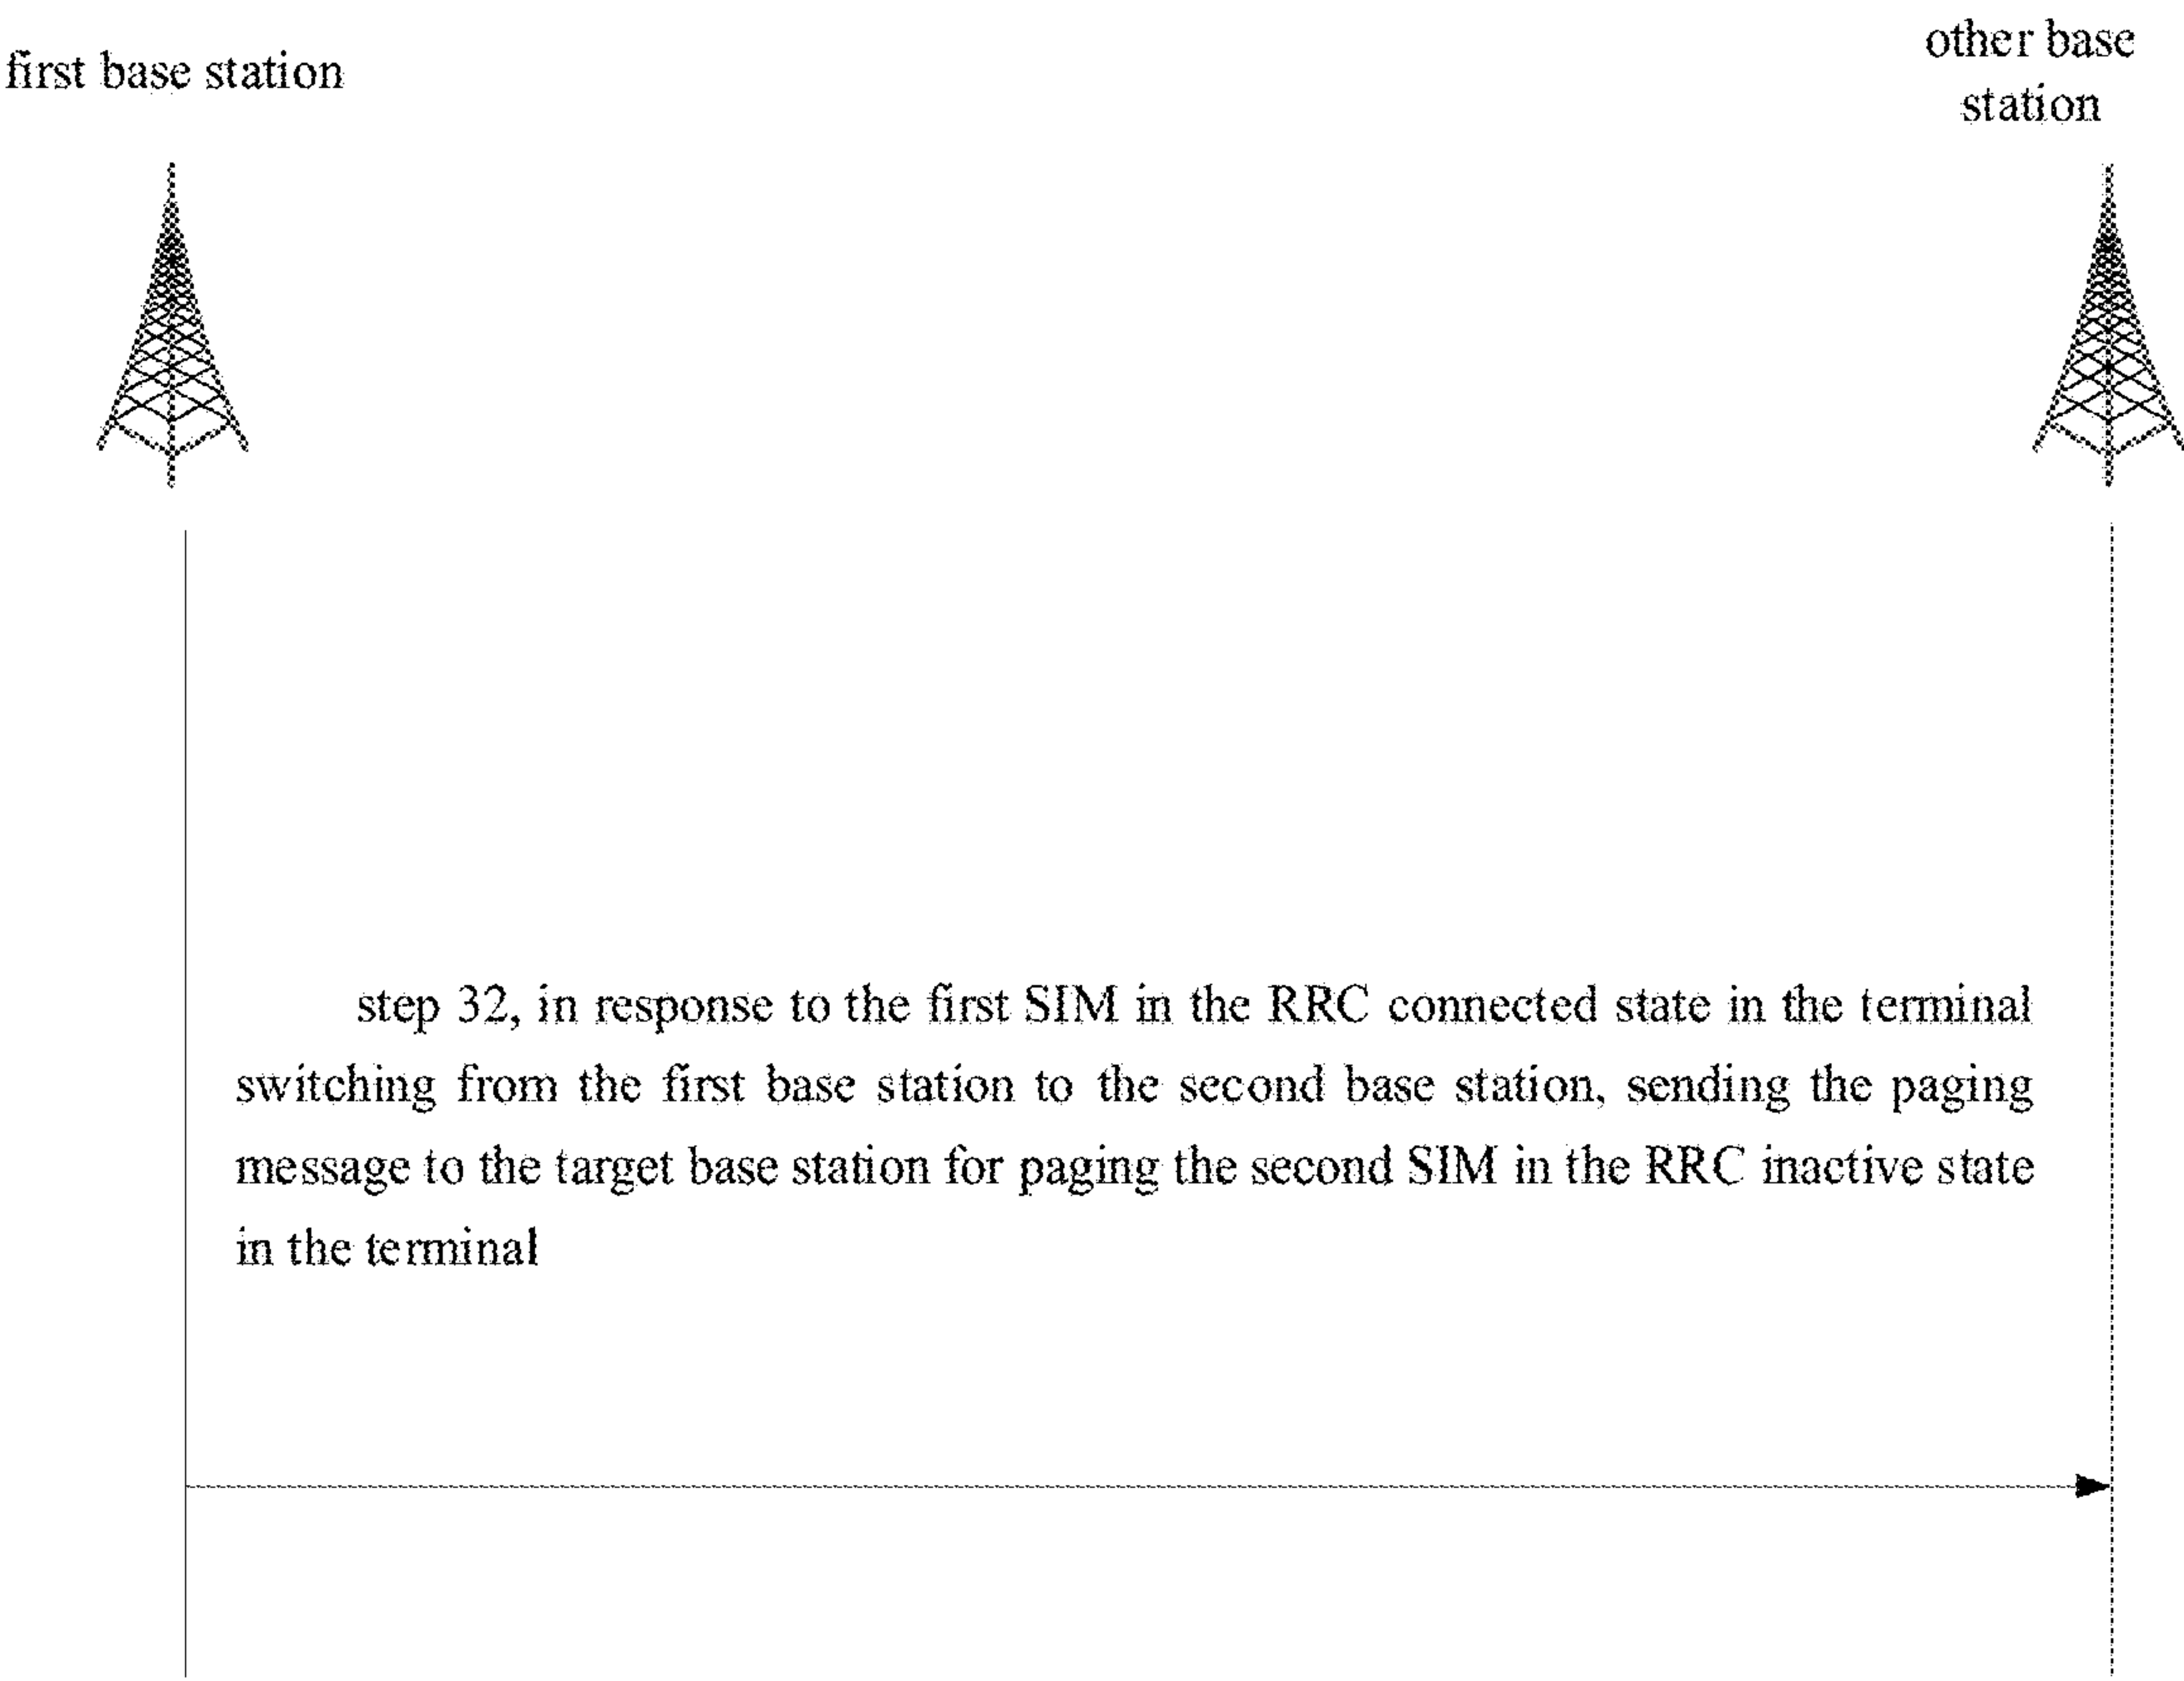 first base station
other base
station
step 32, in response to the first SIM in the RRC connected state in the terminal
switching from the first base station to the second base station, sending the paging
message to the target base station for paging the second SIM in the RRC inactive state
in the terminal